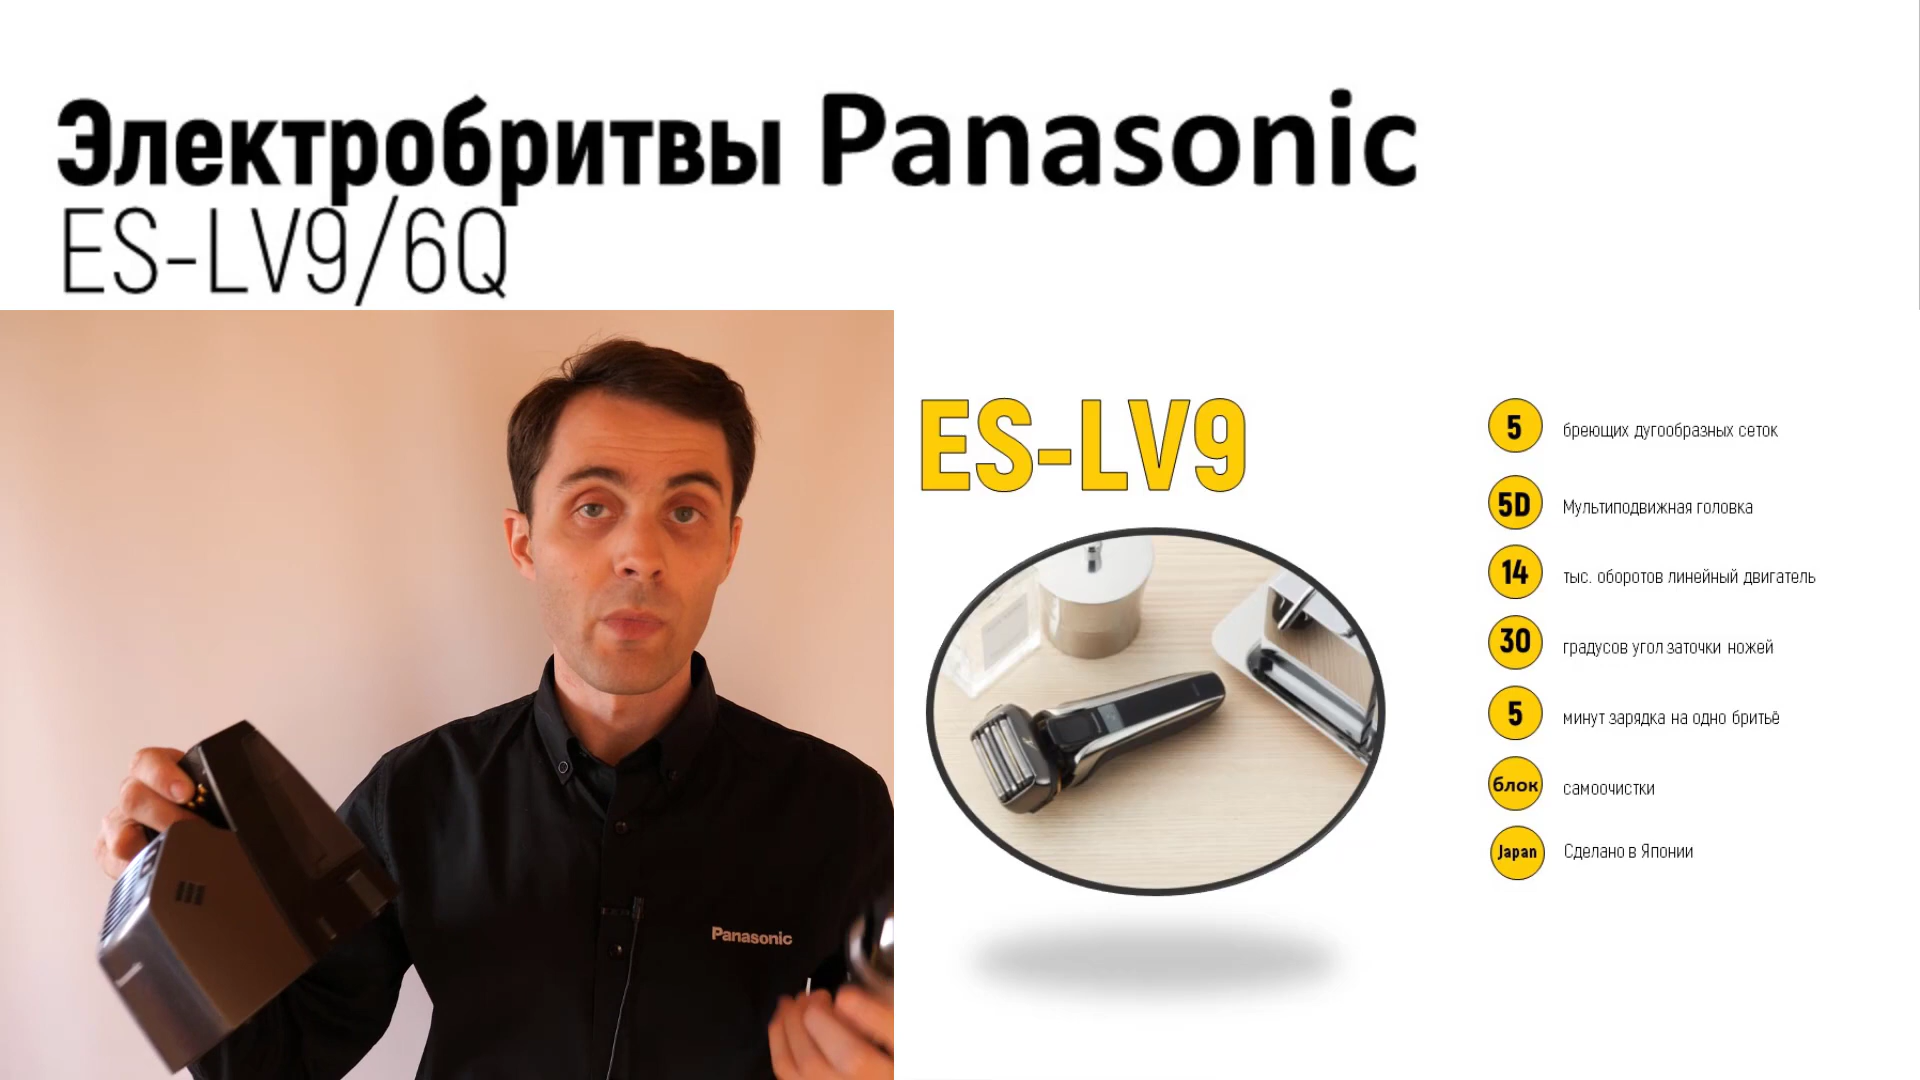 Электробритвы Panasonic
ES-LV9/6Q
ES-LV9
5 бреющих дугообразных сеток
5D Мультиподвижная головка
14 тыс. оборотов линейный двигатель
30 градусов угол заточки ножей
5 минут зарядка на одно бритьё
блок самоочистки
Japan Сделано в Японии
Panasonic